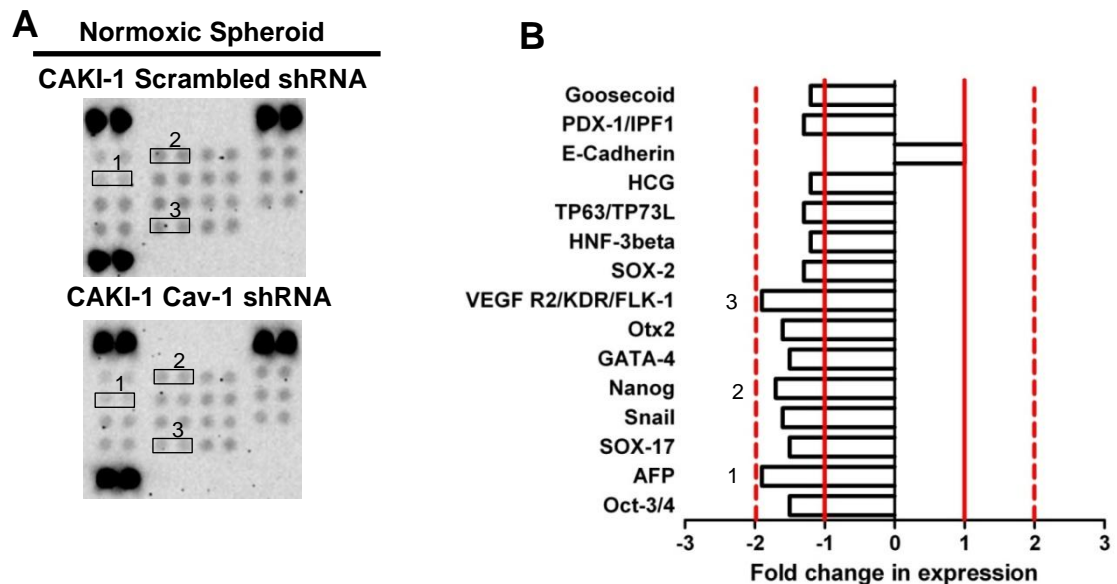 A
Normoxic Spheroid
CAKI-1 Scrambled shRNA
2
1
3
CAKI-1 Cav-1 shRNA
2
1
3
B
Goosecoid
PDX-1/IPF1
E-Cadherin
HCG
TP63/TP73L
HNF-3beta
SOX-2
VEGF R2/KDR/FLK-1 3
Otx2
GATA-4
Nanog 2
Snail
SOX-17
AFP 1
Oct-3/4
-3 -2 -1 0 1 2 3
Fold change in expression